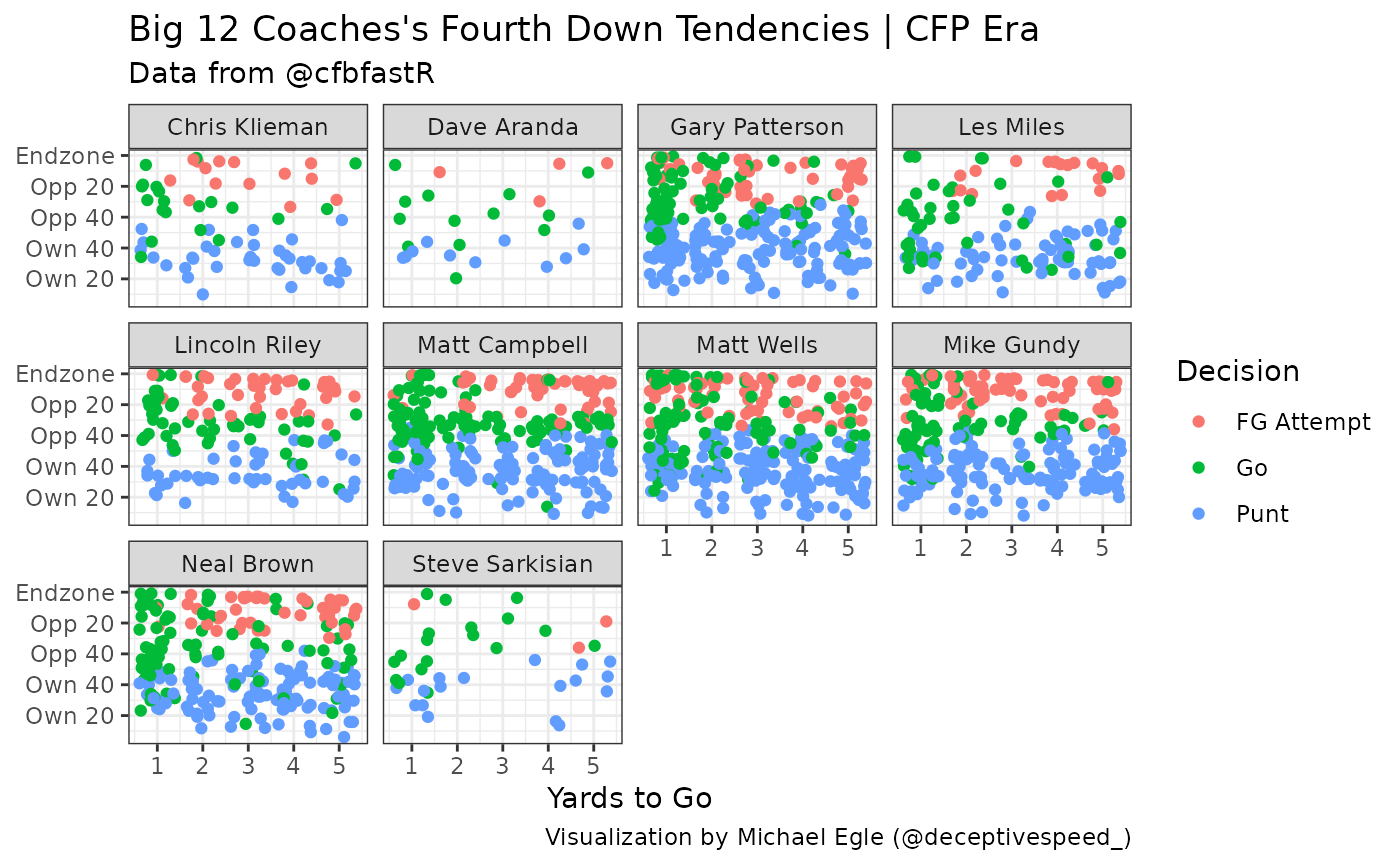 Big 12 Coaches's Fourth Down Tendencies | CFP Era
Data from @cfbfastR
Chris Klieman
Dave Aranda
Gary Patterson
Les Miles
Endzone
Opp 20
Opp 40
Own 40
Own 20
Lincoln Riley
Matt Campbell
Matt Wells
Mike Gundy
Endzone
Opp 20
Opp 40
Own 40
Own 20
1 2 3 4 5
1 2 3 4 5
Neal Brown
Steve Sarkisian
Endzone
Opp 20
Opp 40
Own 40
Own 20
1 2 3 4 5
1 2 3 4 5
Yards to Go
Decision
FG Attempt
Go
Punt
Visualization by Michael Egle (@deceptivespeed_)